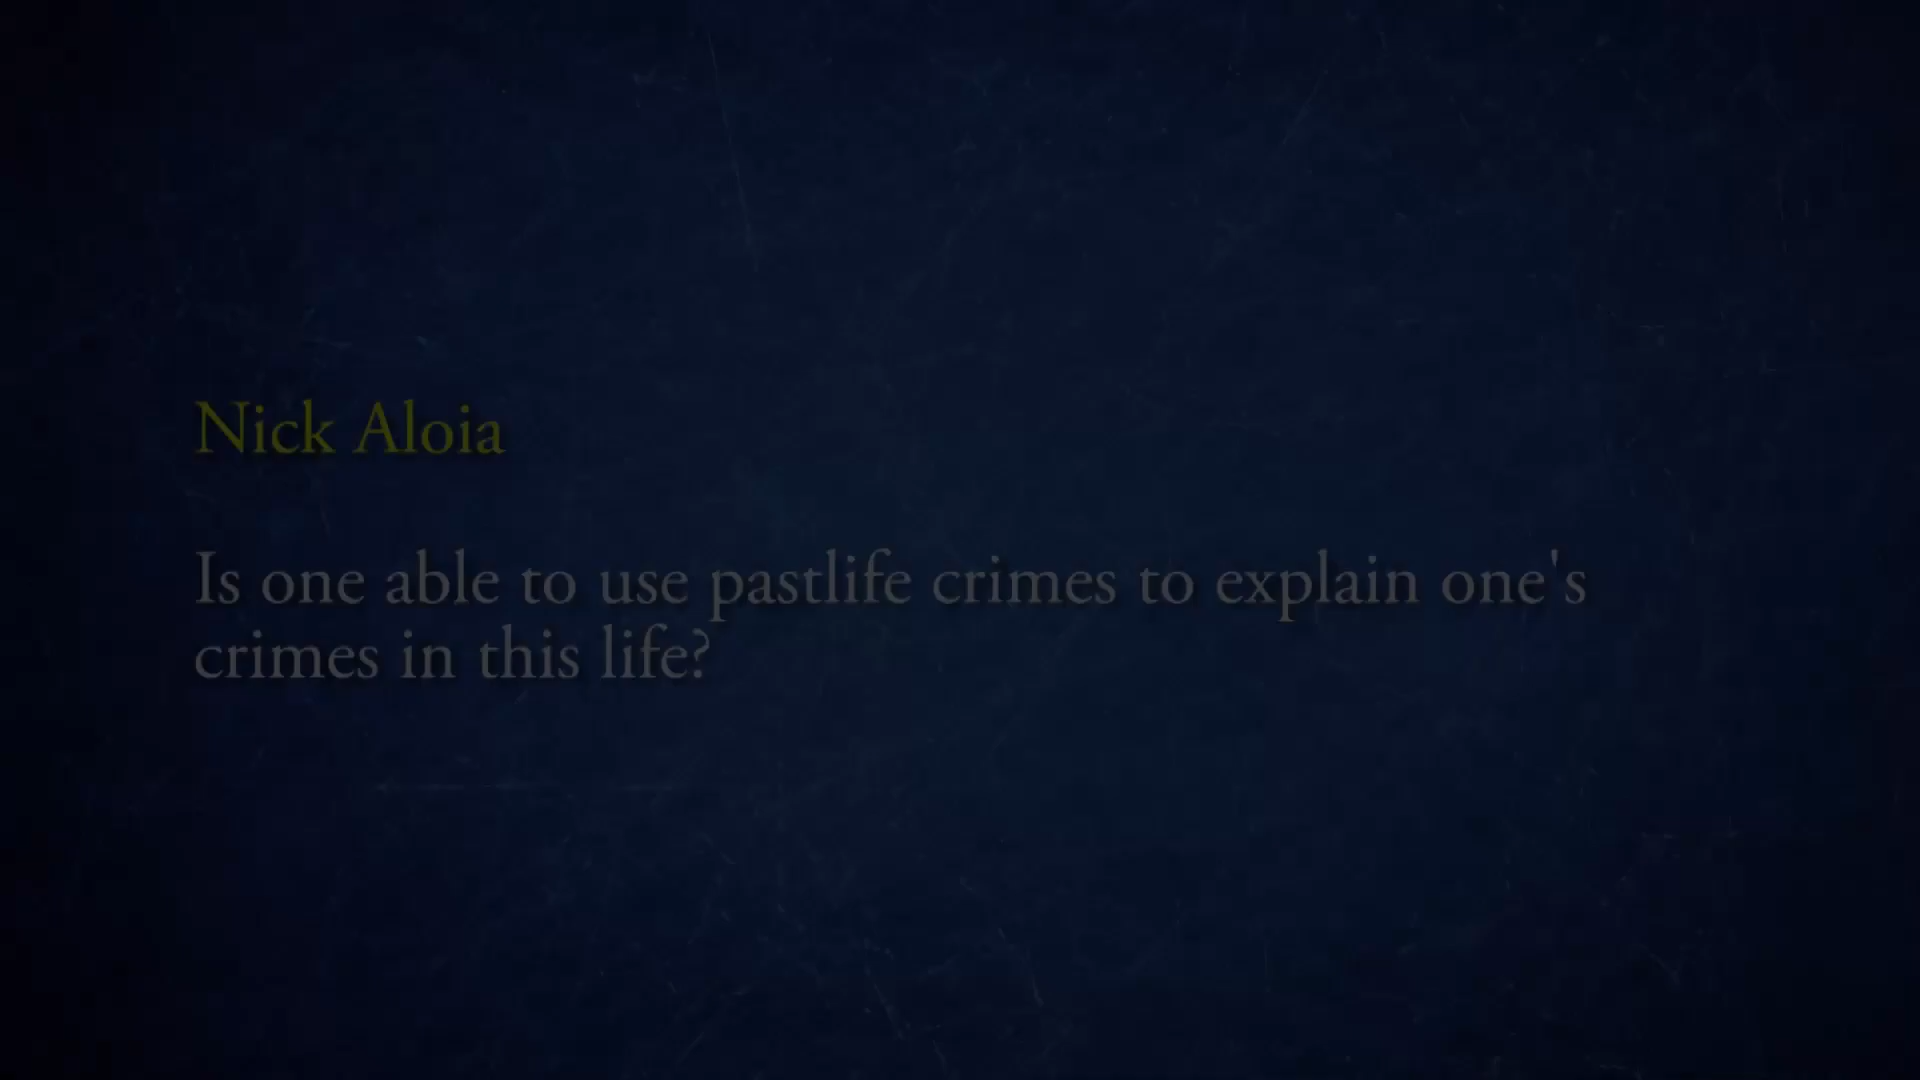 Nick Aloia
Is one able to use pastlife crimes to explain one's
crimes in this life?